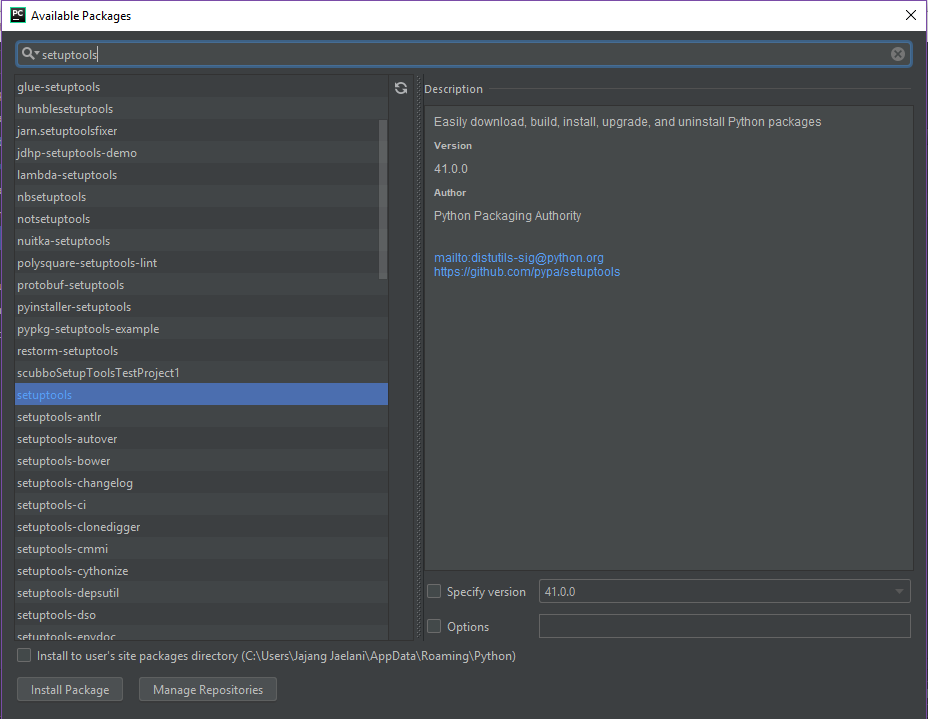 PC
Available Packages
setuptools
glue-setuptools
humblesetuptools
jarn.setuptoolsfixer
jdhp-setuptools-demo
lambda-setuptools
nbsetuptools
notsetuptools
nuitka-setuptools
polysquare-setuptools-lint
protobuf-setuptools
pyinstaller-setuptools
pypkg-setuptools-example
restorm-setuptools
scubboSetupToolsTestProject1
setuptools
setuptools-antlr
setuptools-autover
setuptools-bower
setuptools-changelog
setuptools-ci
setuptools-clonedigger
setuptools-cmmi
setuptools-cythonize
setuptools-depsutil
setuptools-dso
setuptools-envdoc
Description
Easily download, build, install, upgrade, and uninstall Python packages
Version
41.0.0
Author
Python Packaging Authority
mailto:distutils-sig@python.org
https://github.com/pypa/setuptools
Specify version 41.0.0
Options
Install to user's site packages directory (C:\Users\Jajang Jaelani\AppData\Roaming\Python)
Install Package Manage Repositories